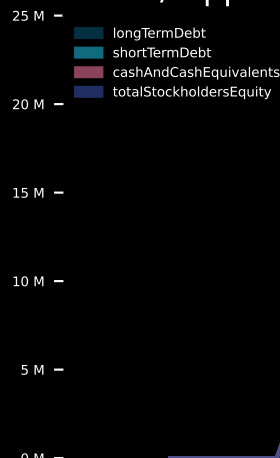 25 M
longTermDebt
shortTermDebt
cashAndCashEquivalents
totalStockholdersEquity
20 M
15 M
10 M
5 M
0 M